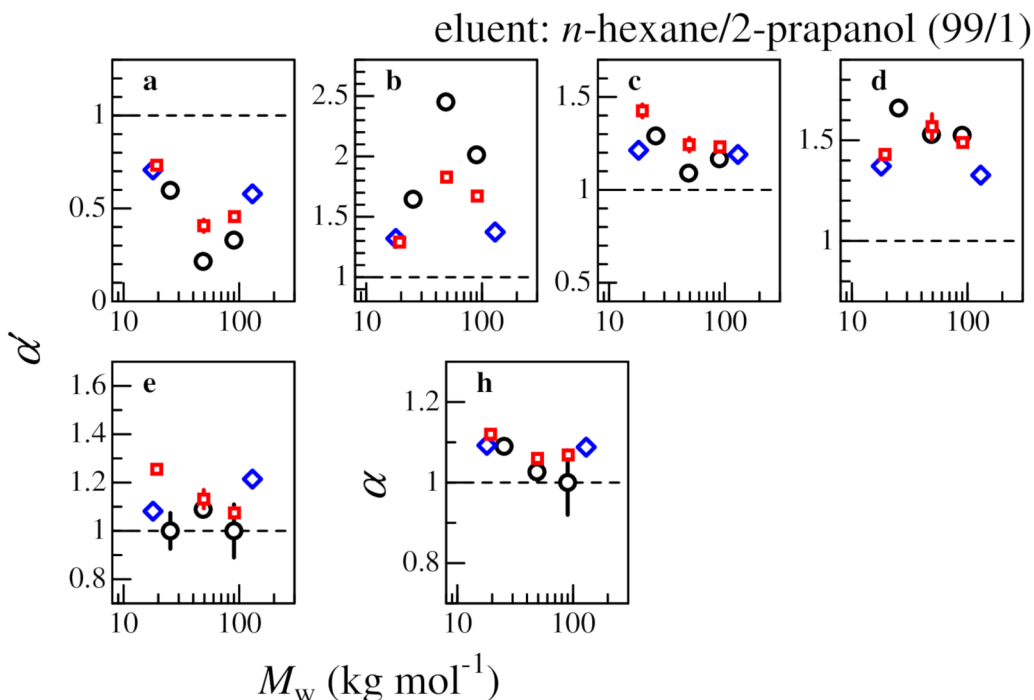 eluent: n-hexane/2-prapanol (99/1)
a b c d
1 0.5 0
2.5 2 1.5 1
1.5 1 0.5
1.5 1
10 100 10 100 10 100 10 100
α′
e h
1.6 1.4 1.2 1 0.8
α
1.2 1 0.8
10 100 10 100
Mw (kg mol-1)